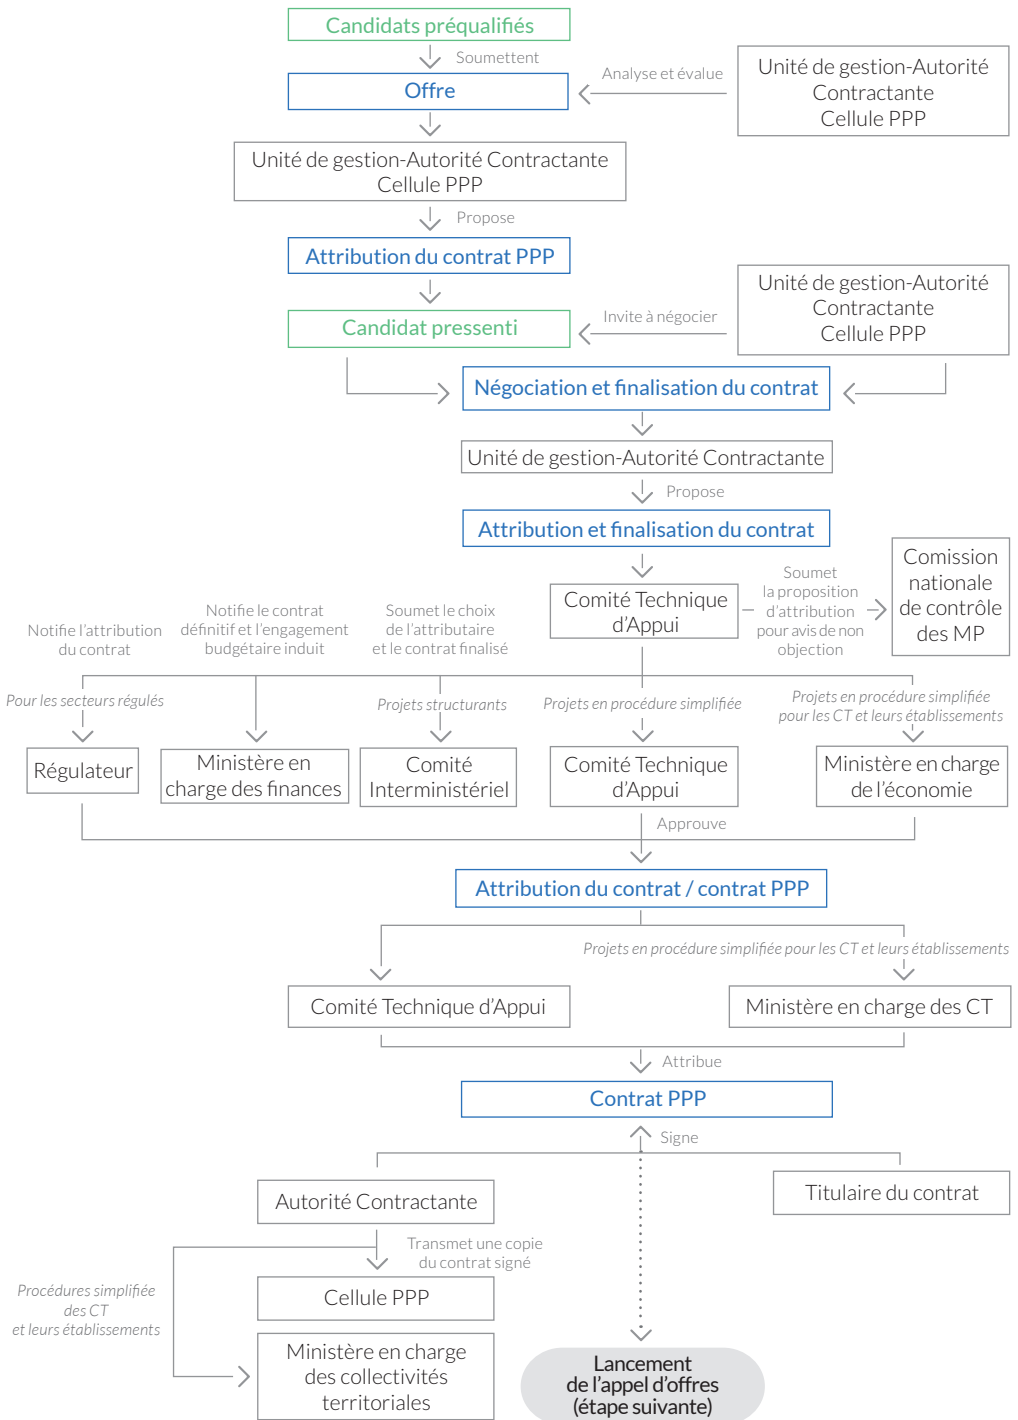 Candidats préqualifiés
Soumettent
Offre
Analyse et évalue
Unité de gestion-Autorité
Contractante
Cellule PPP
Unité de gestion-Autorité Contractante
Cellule PPP
Propose
Attribution du contrat PPP
Candidat pressenti
Invite à négocier
Unité de gestion-Autorité
Contractante
Cellule PPP
Négociation et finalisation du contrat
Unité de gestion-Autorité Contractante
Propose
Attribution et finalisation du contrat
Comité Technique
d'Appui
Soumet
la proposition
d'attribution
pour avis de non
objection
Comission
nationale
de contrôle
des MP
Notifie l'attribution
du contrat
Notifie le contrat
définitif et l'engagement
budgétaire induit
Soumet le choix
de l'attributaire
et le contrat finalisé
Pour les secteurs régulés
Projets structurants
Projets en procédure simplifiée
Projets en procédure simplifiée
pour les CT et leurs établissements
Régulateur
Ministère en
charge des finances
Comité
Interministériel
Comité Technique
d'Appui
Ministère en charge
de l'économie
Approuve
Attribution du contrat / contrat PPP
Projets en procédure simplifiée pour les CT et leurs établissements
Comité Technique d'Appui
Ministère en charge des CT
Attribue
Contrat PPP
Signe
Autorité Contractante
Titulaire du contrat
Transmet une copie
du contrat signé
Procédures simplifiée
des CT
et leurs établissements
Cellule PPP
Ministère en charge
des collectivités
territoriales
Lancement
de l'appel d'offres
(étape suivante)